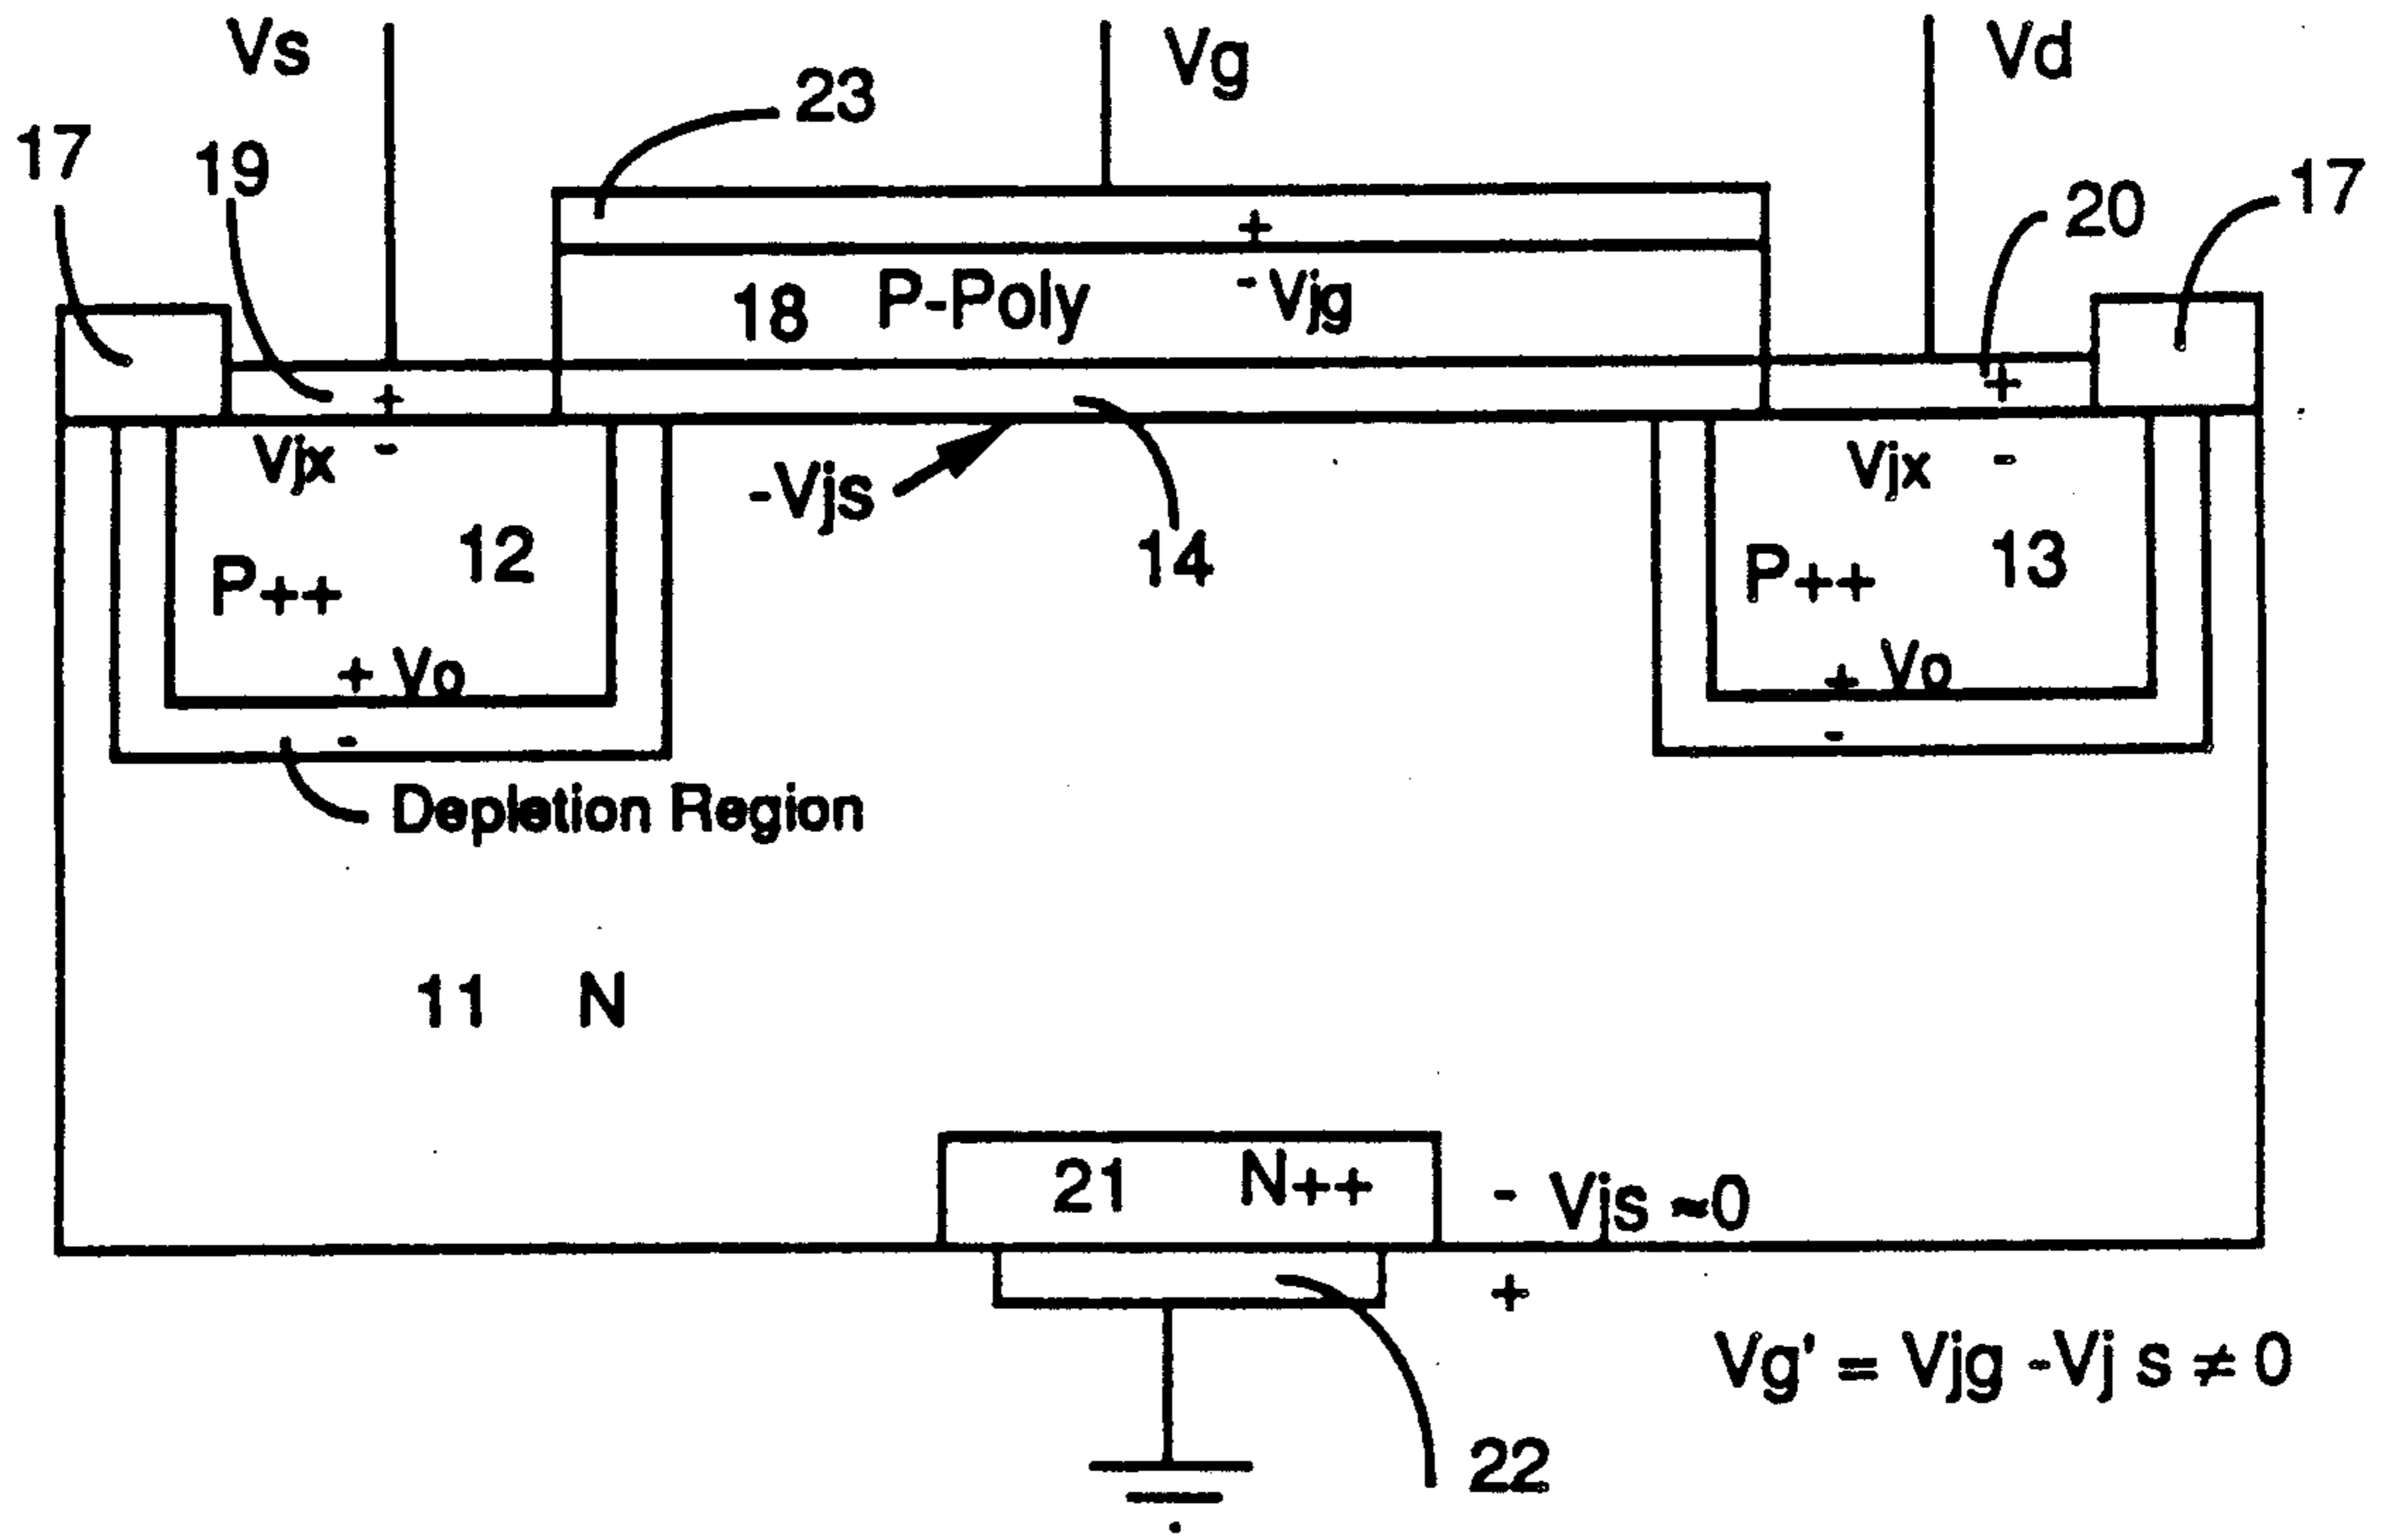 Vs
Vg
Vd
23
17
19
20
17
+
18 P-Poly - Vjg
+
+
Vjx -
-Vjs
Vjx -
12
14
13
P++
P++
+ Vo
+ Vo
-
-
Depletion Region
11 N
21 N++
- Vjs ≈0
+
Vg' = Vjg -Vj s ≠ 0
22